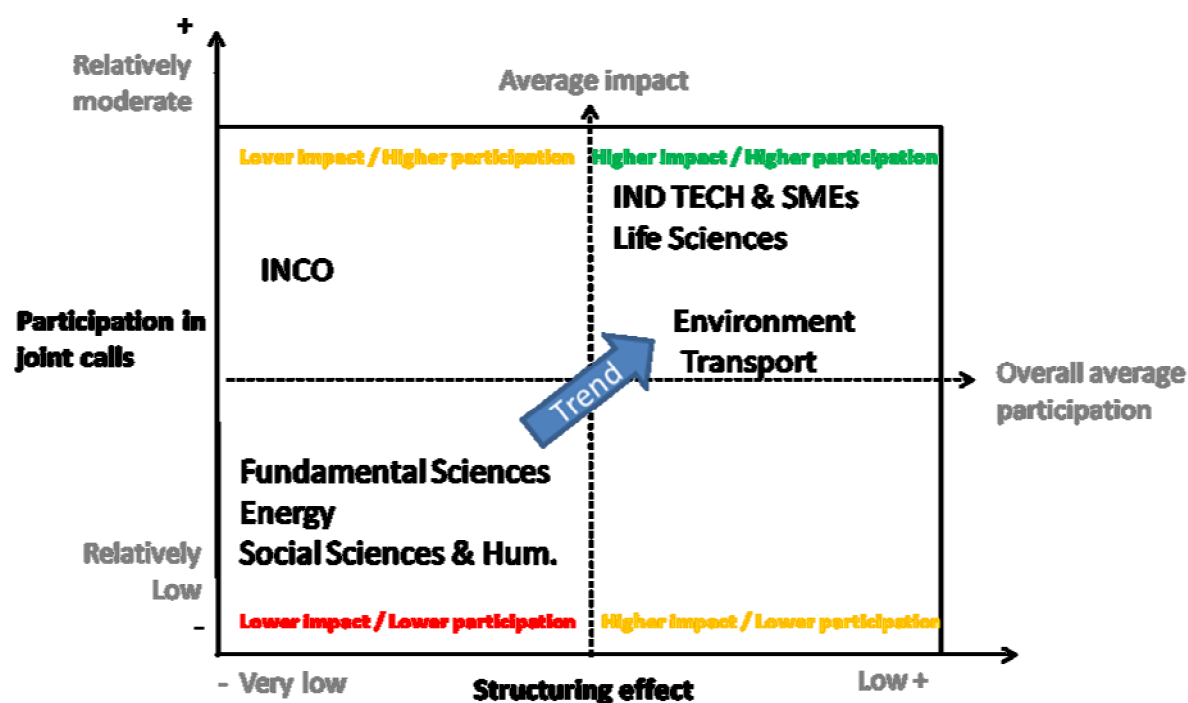 +
Relatively
moderate
Average impact
Lover impact / Higher participation
Higher impact / Higher participation
IND TECH & SMEs
Life Sciences
INCO
Participation in
joint calls
Environment
Transport
Trend
Overall average
participation
Fundamental Sciences
Energy
Social Sciences & Hum.
Relatively
Low
-
Lower impact / Lower participation
Higher impact / Lower participation
- Very low
Structuring effect
Low +